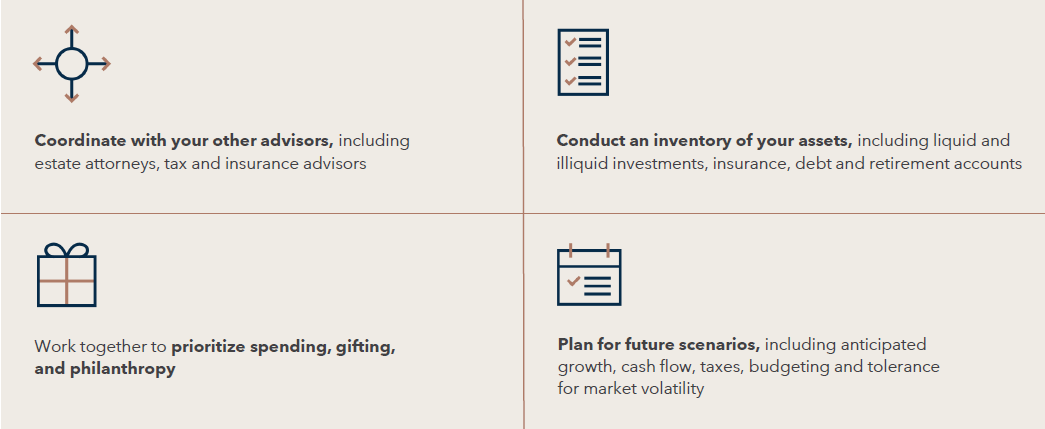 Coordinate with your other advisors, including
estate attorneys, tax and insurance advisors
Conduct an inventory of your assets, including liquid and
illiquid investments, insurance, debt and retirement accounts
Work together to prioritize spending, gifting,
and philanthropy
Plan for future scenarios, including anticipated
growth, cash flow, taxes, budgeting and tolerance
for market volatility